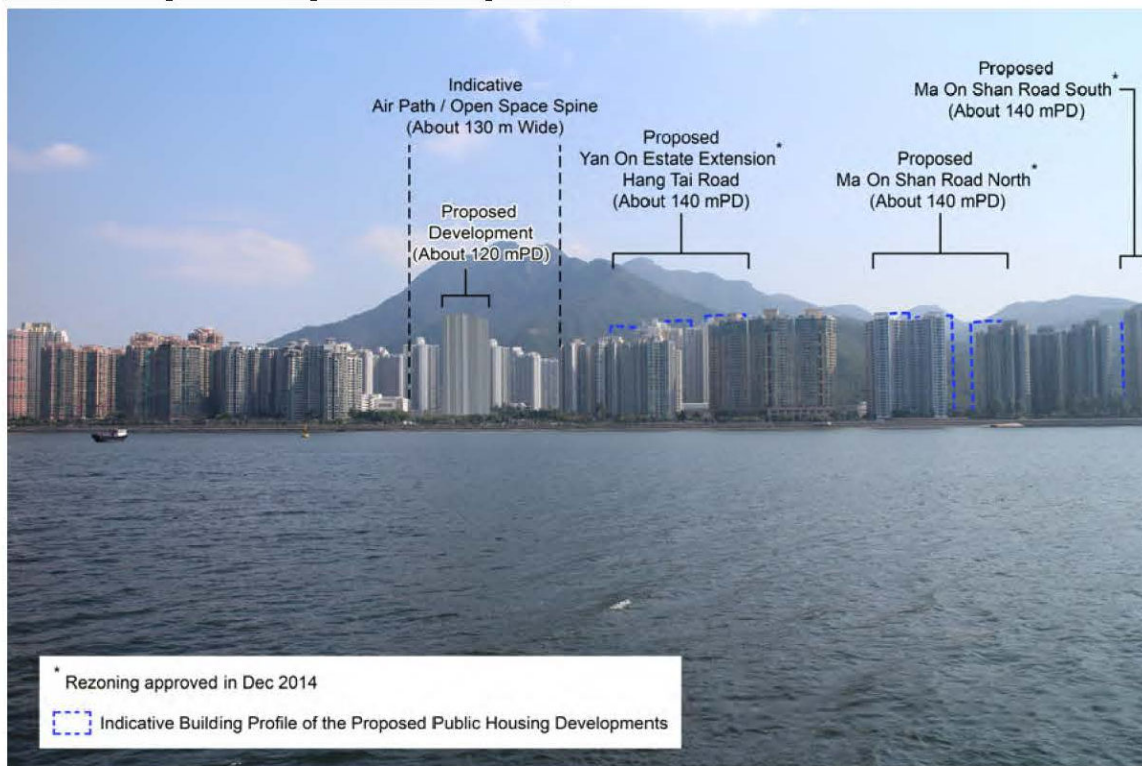 Indicative
Air Path / Open Space Spine
(About 130 m Wide)
Proposed
Development
(About 120 mPD)
Proposed
Yan On Estate Extension*
Hang Tai Road
(About 140 mPD)
Proposed
Ma On Shan Road North*
(About 140 mPD)
Proposed
Ma On Shan Road South*
(About 140 mPD)
* Rezoning approved in Dec 2014
Indicative Building Profile of the Proposed Public Housing Developments